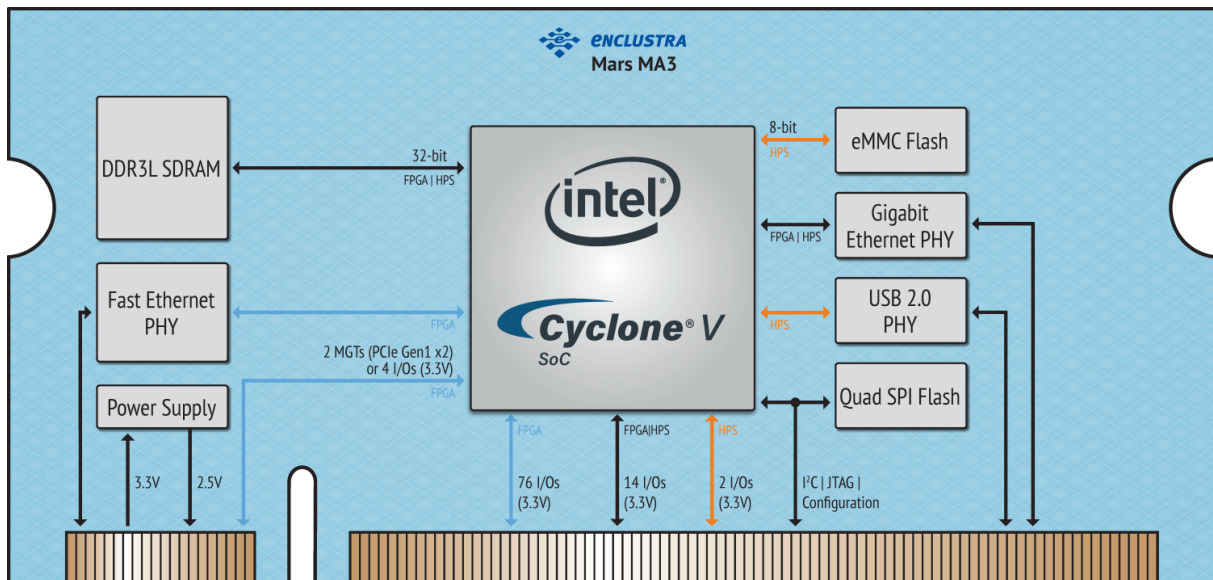 ENCLUSTRA
Mars MA3
DDR3L SDRAM
32-bit
FPGA | HPS
intel®
Cyclone® V
SoC
8-bit
HPS
eMMC Flash
FPGA | HPS
Gigabit
Ethernet PHY
Fast Ethernet
PHY
FPGA
HPS
USB 2.0
PHY
2 MGTs (PCIe Gen1 x2)
or 4 I/Os (3.3V)
FPGA
Power Supply
Quad SPI Flash
FPGA
FPGA|HPS
HPS
3.3V
2.5V
76 I/Os
(3.3V)
14 I/Os
(3.3V)
2 I/Os
(3.3V)
I²C | JTAG |
Configuration